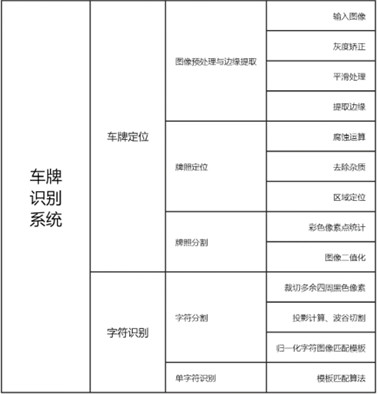 车牌
识别
系统
车牌定位
图像预处理与边缘提取
输入图像
灰度矫正
平滑处理
提取边缘
牌照定位
腐蚀运算
去除杂质
区域定位
牌照分割
彩色像素点统计
图像二值化
字符识别
字符分割
裁切多余四周黑色像素
投影计算、波谷切割
归一化字符图像匹配模板
单字符识别
模板匹配算法